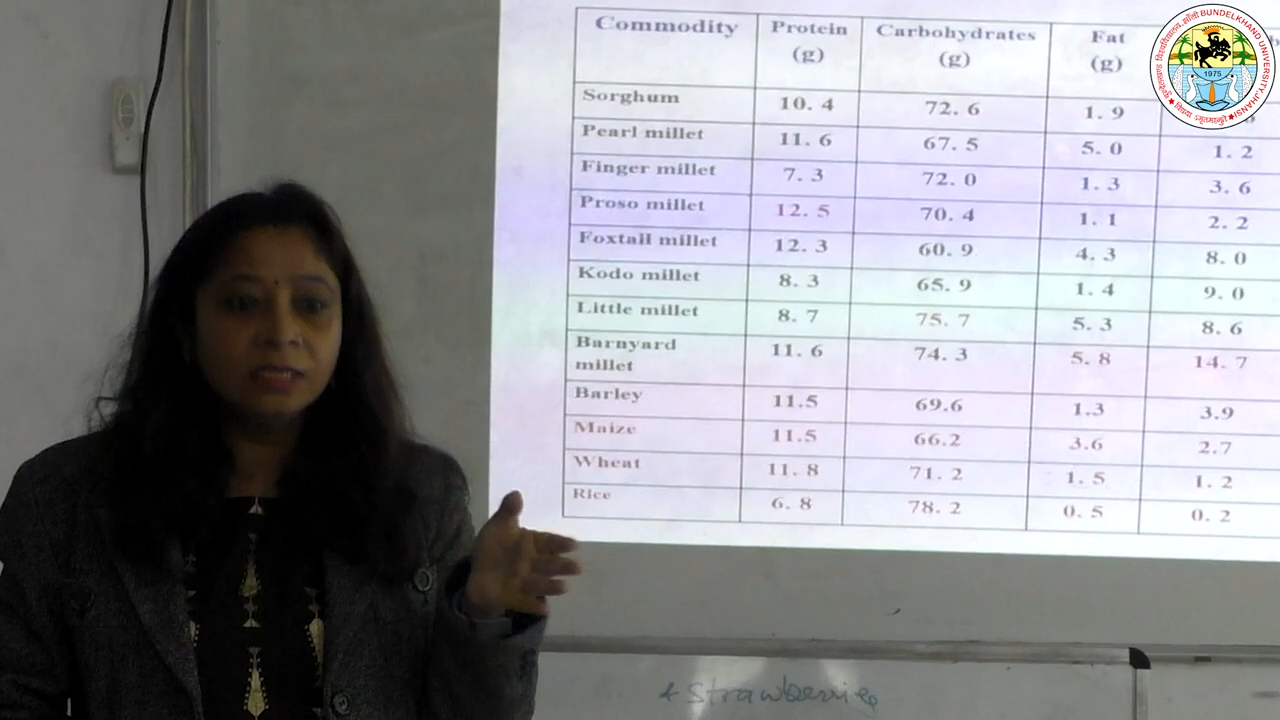 Commodity Protein (g) Carbohydrates (g) Fat (g)
Sorghum 10. 4 72. 6 1. 9
Pearl millet 11. 6 67. 5 5. 0 1. 2
Finger millet 7. 3 72. 0 1. 3 3. 6
Proso millet 12. 5 70. 4 1. 1 2. 2
Foxtail millet 12. 3 60. 9 4. 3 8. 0
Kodo millet 8. 3 65. 9 1. 4 9. 0
Little millet 8. 7 75. 7 5. 3 8. 6
Barnyard millet 11. 6 74. 3 5. 8 14. 7
Barley 11.5 69.6 1.3 3.9
Maize 11.5 66.2 3.6 2.7
Wheat 11. 8 71. 2 1. 5 1. 2
Rice 6. 8 78. 2 0. 5 0. 2
BUNDELKHAND UNIVERSITY, JHANSI
1975